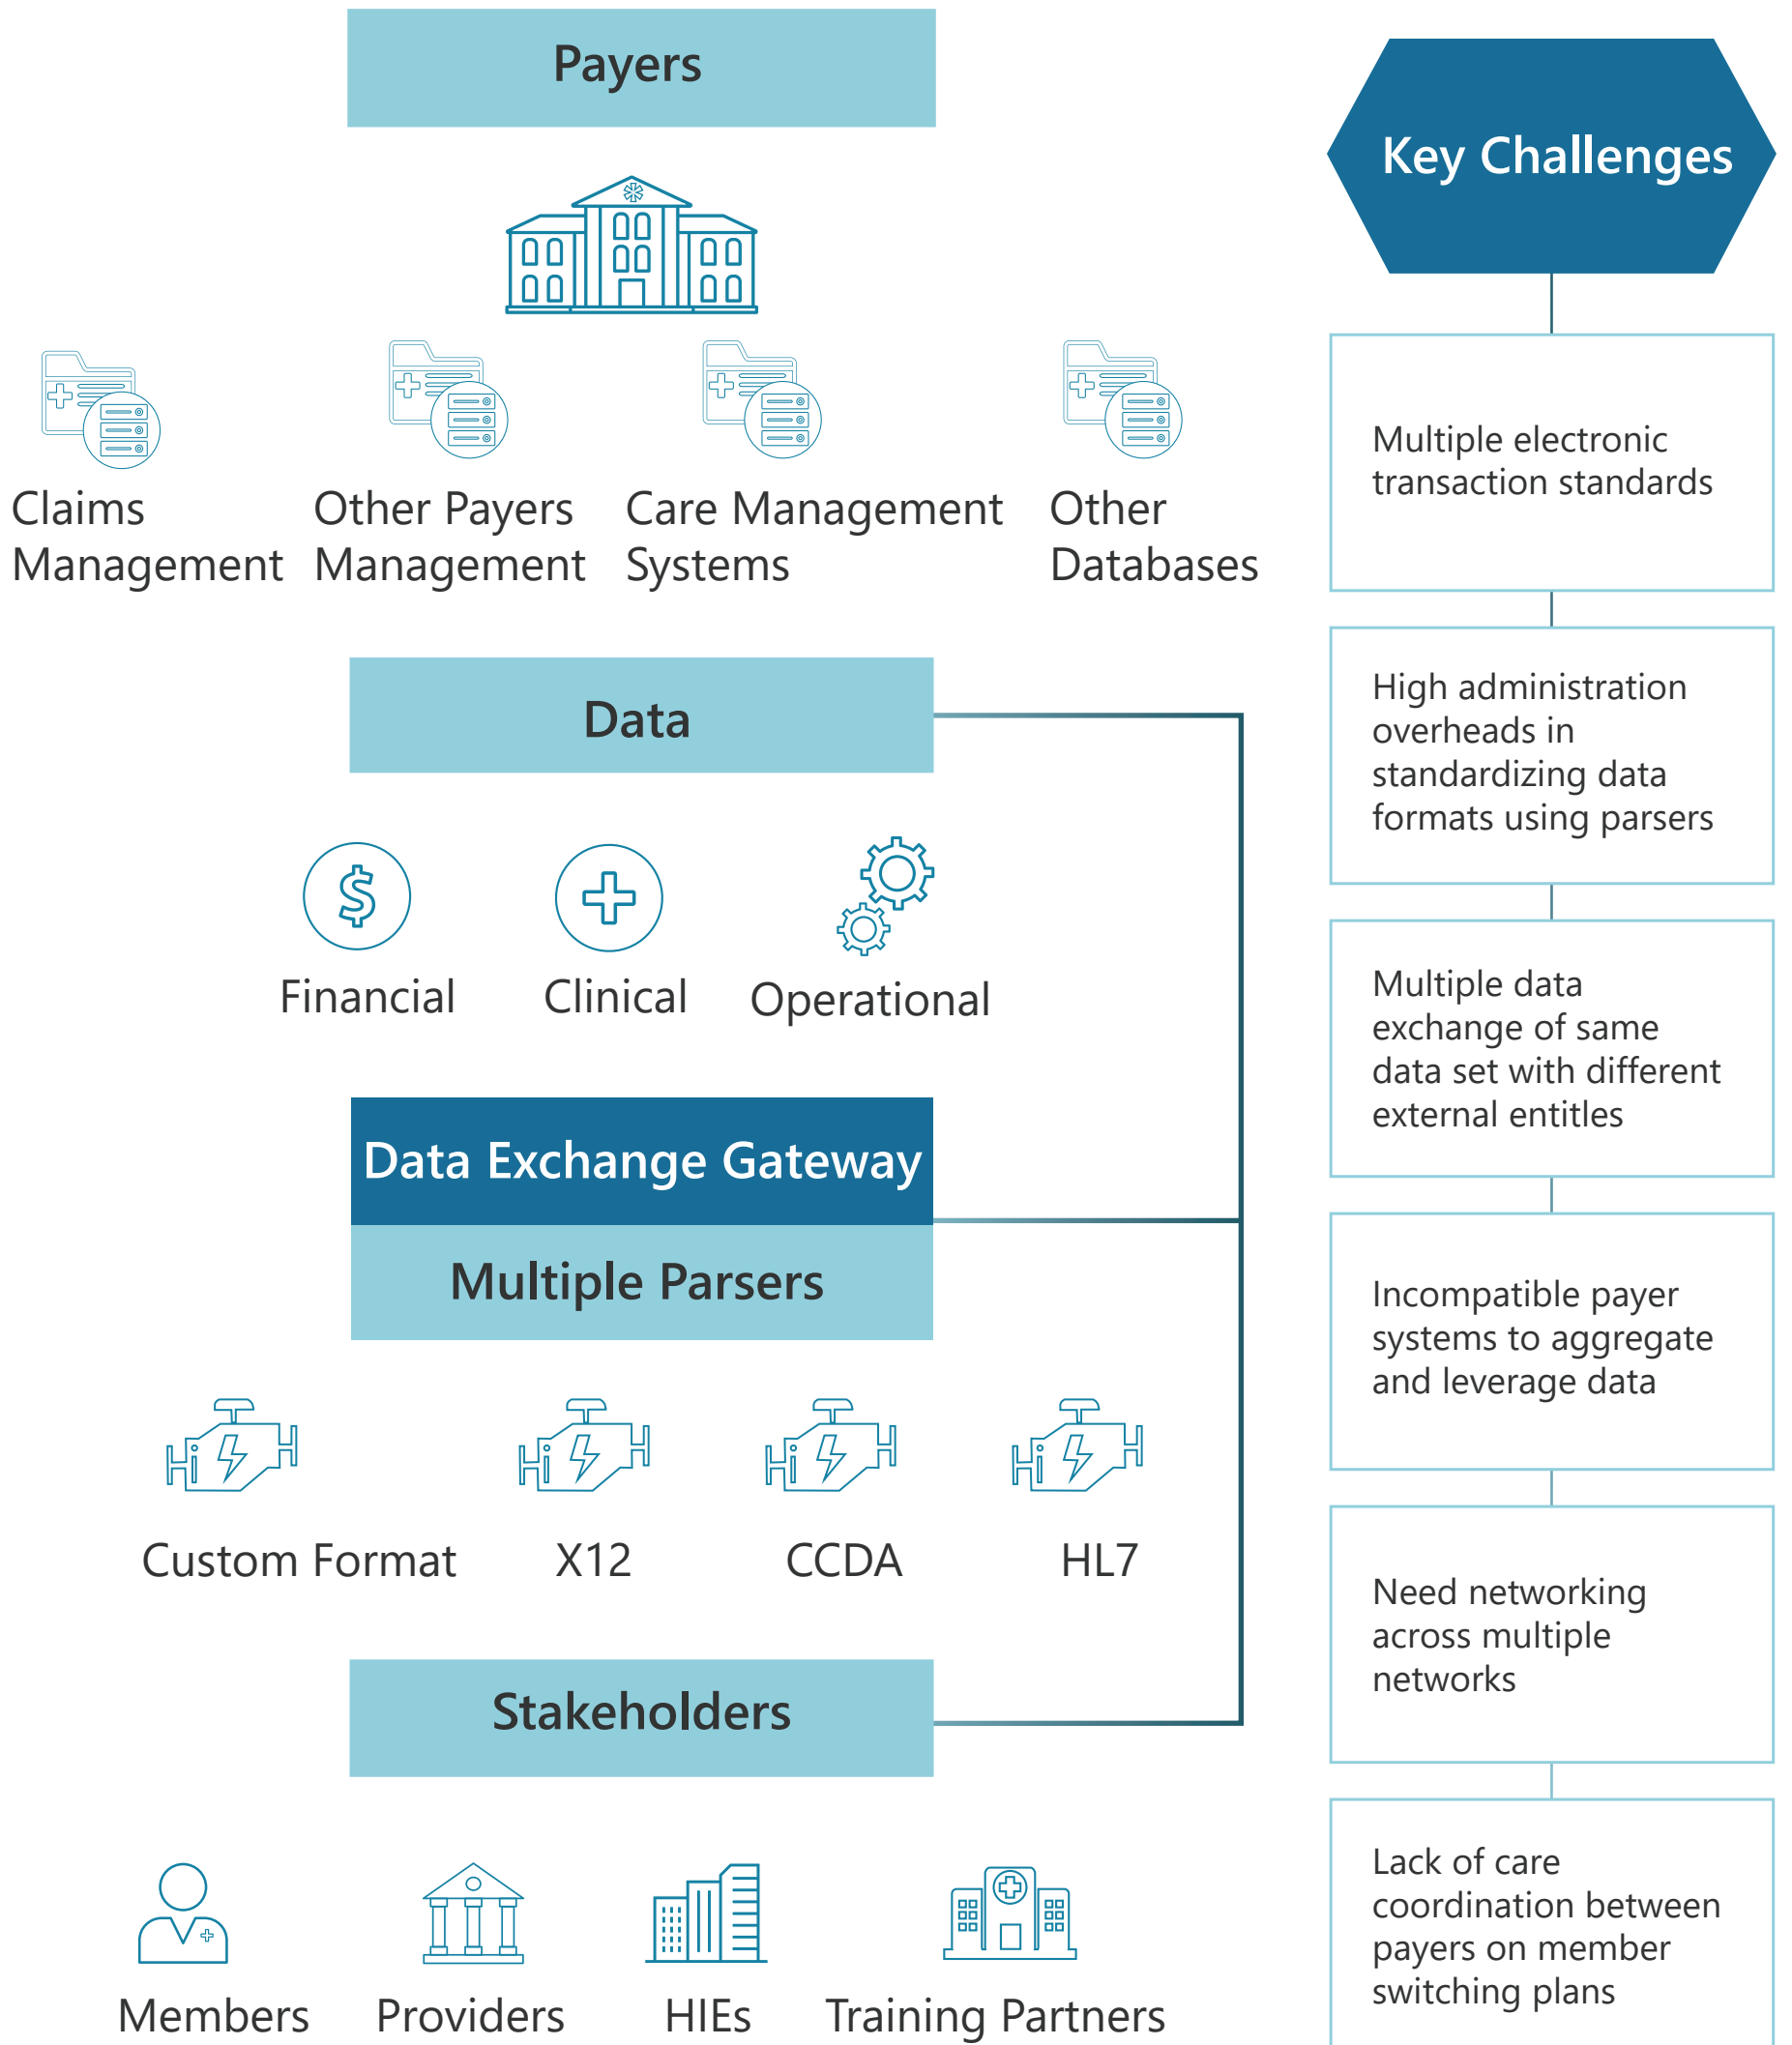 Payers
Claims
Management
Other Payers
Management
Care Management
Systems
Other
Databases
Data
Financial
Clinical
Operational
Data Exchange Gateway
Multiple Parsers
Custom Format
X12
CCDA
HL7
Stakeholders
Members
Providers
HIEs
Training Partners
Key Challenges
Multiple electronic
transaction standards
High administration
overheads in
standardizing data
formats using parsers
Multiple data
exchange of same
data set with different
external entitles
Incompatible payer
systems to aggregate
and leverage data
Need networking
across multiple
networks
Lack of care
coordination between
payers on member
switching plans